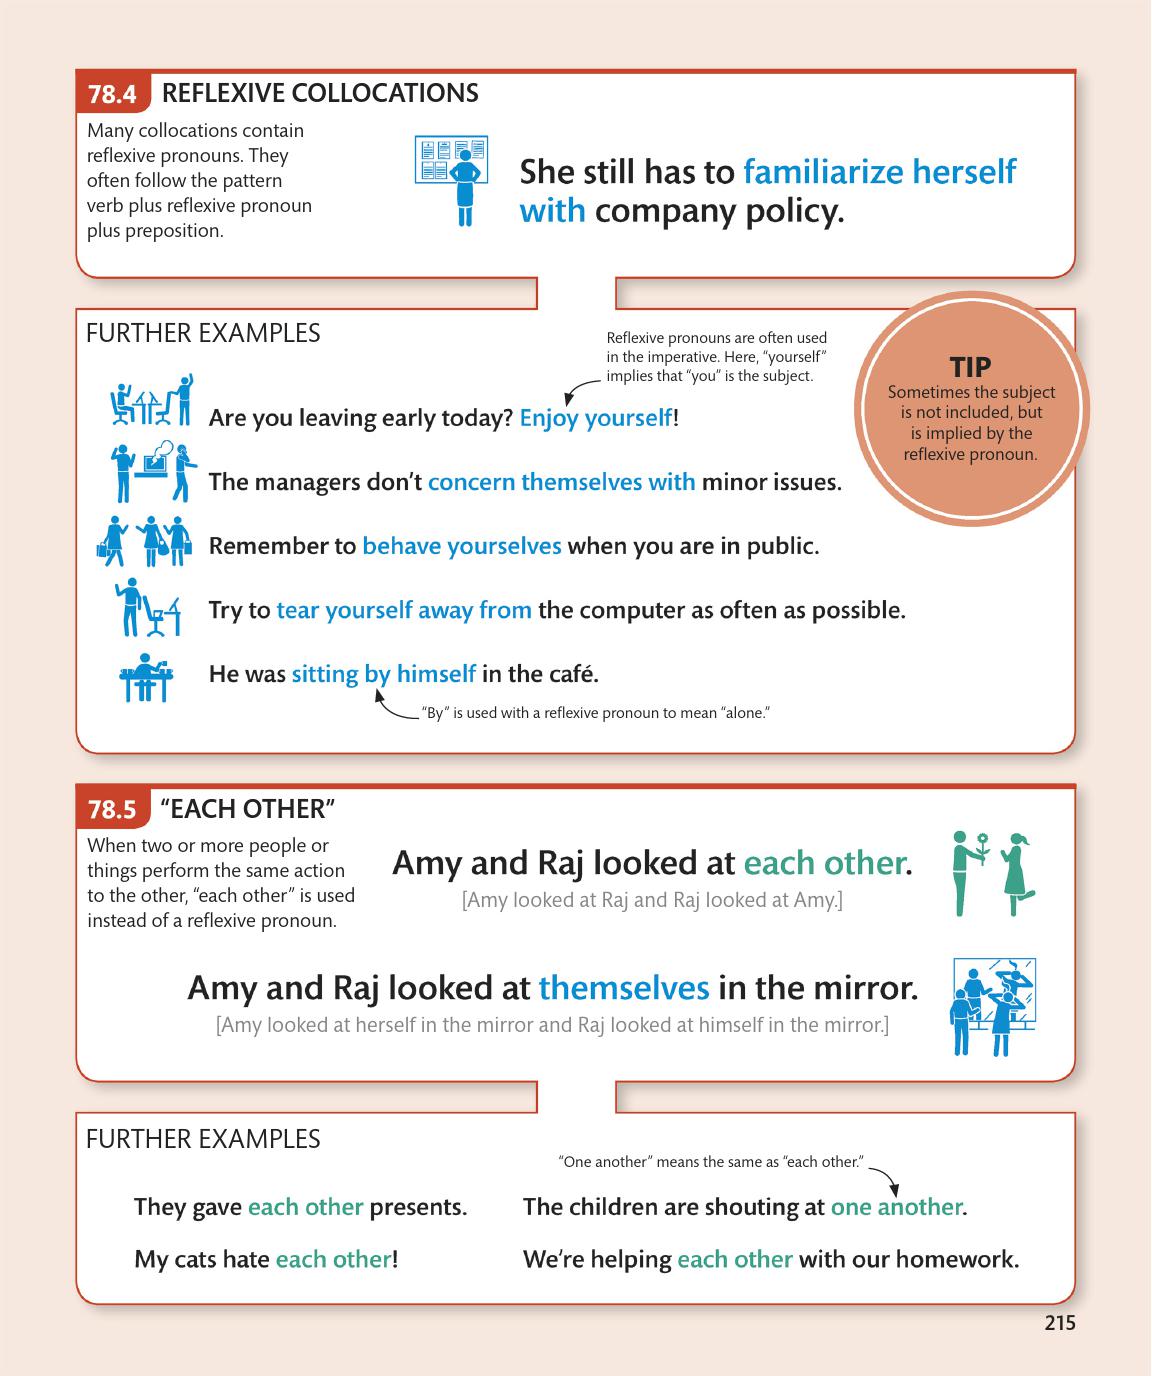 78.4 REFLEXIVE COLLOCATIONS
Many collocations contain
reflexive pronouns. They
often follow the pattern
verb plus reflexive pronoun
plus preposition.
She still has to familiarize herself
with company policy.
FURTHER EXAMPLES
Reflexive pronouns are often used
in the imperative. Here, “yourself”
implies that “you” is the subject.
TIP
Sometimes the subject
is not included, but
is implied by the
reflexive pronoun.
Are you leaving early today? Enjoy yourself!
The managers don’t concern themselves with minor issues.
Remember to behave yourselves when you are in public.
Try to tear yourself away from the computer as often as possible.
He was sitting by himself in the café.
“By” is used with a reflexive pronoun to mean “alone.”
78.5 “EACH OTHER”
When two or more people or
things perform the same action
to the other, “each other” is used
instead of a reflexive pronoun.
Amy and Raj looked at each other.
[Amy looked at Raj and Raj looked at Amy.]
Amy and Raj looked at themselves in the mirror.
[Amy looked at herself in the mirror and Raj looked at himself in the mirror.]
FURTHER EXAMPLES
“One another” means the same as “each other.”
They gave each other presents.
The children are shouting at one another.
My cats hate each other!
We’re helping each other with our homework.
215